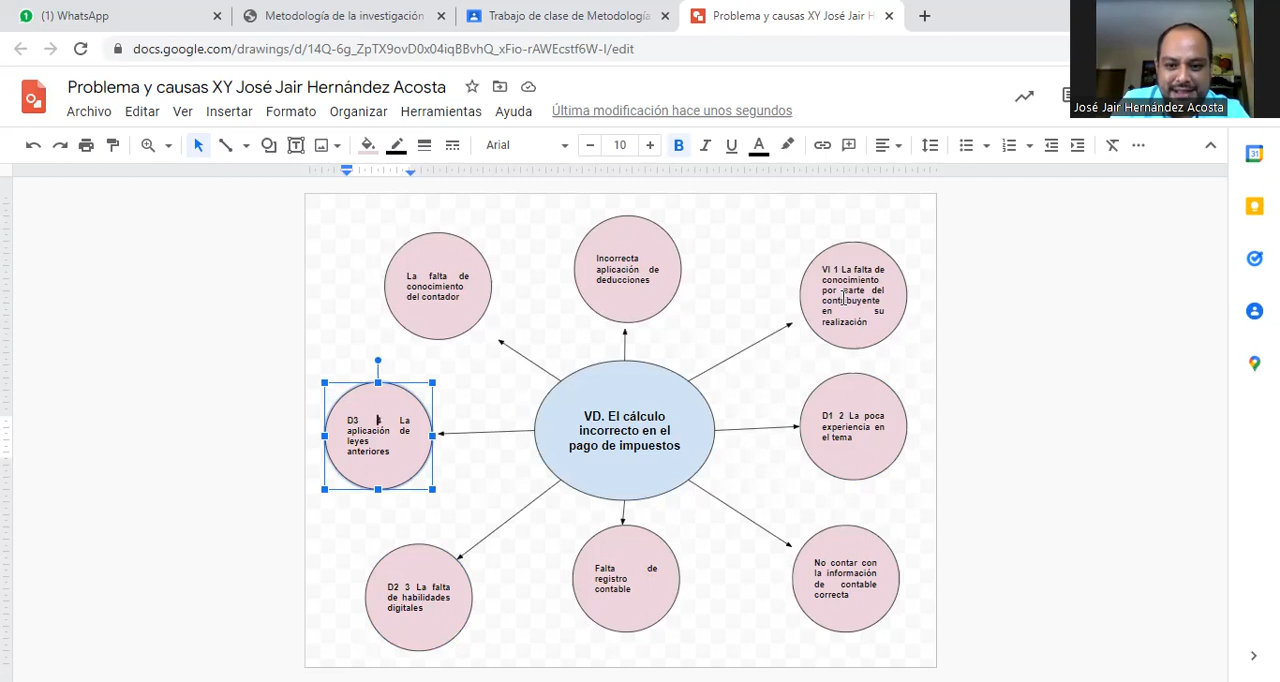 (1) WhatsApp
Metodología de la investigación
Trabajo de clase de Metodología
Problema y causas XY José Jair H
docs.google.com/drawings/d/14Q-6g_ZpTX9ovD0x04iqBBvhQ_xFio-rAWEcstf6W-I/edit
José Jair Hernández Acosta
Problema y causas XY José Jair Hernández Acosta
Archivo Editar Ver Insertar Formato Organizar Herramientas Ayuda Última modificación hace unos segundos
Arial 10
La falta de
conocimiento
del contador
Incorrecta
aplicación de
deducciones
VI 1 La falta de
conocimiento
por parte del
contribuyente
en su
realización
D3 4 La
aplicación de
leyes
anteriores
VD. El cálculo
incorrecto en el
pago de impuestos
D1 2 La poca
experiencia en
el tema
D2 3 La falta
de habilidades
digitales
Falta de
registro
contable
No contar con
la información
de contable
correcta